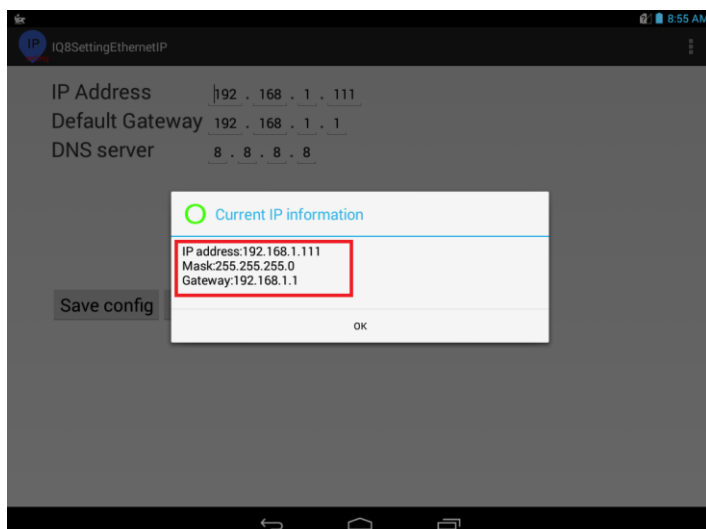 8:55 AM
IP IQ8SettingEthernetIP
IP Address 192 . 168 . 1 . 111
Default Gateway 192 . 168 . 1 . 1
DNS server 8 . 8 . 8 . 8
Current IP information
IP address:192.168.1.111
Mask:255.255.255.0
Gateway:192.168.1.1
Save config
OK